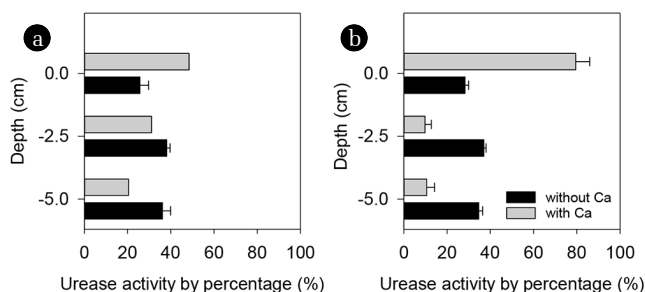 a
Depth (cm)
0.0
-2.5
-5.0
0 20 40 60 80 100
Urease activity by percentage (%)
b
Depth (cm)
0.0
-2.5
-5.0
without Ca
with Ca
0 20 40 60 80 100
Urease activity by percentage (%)